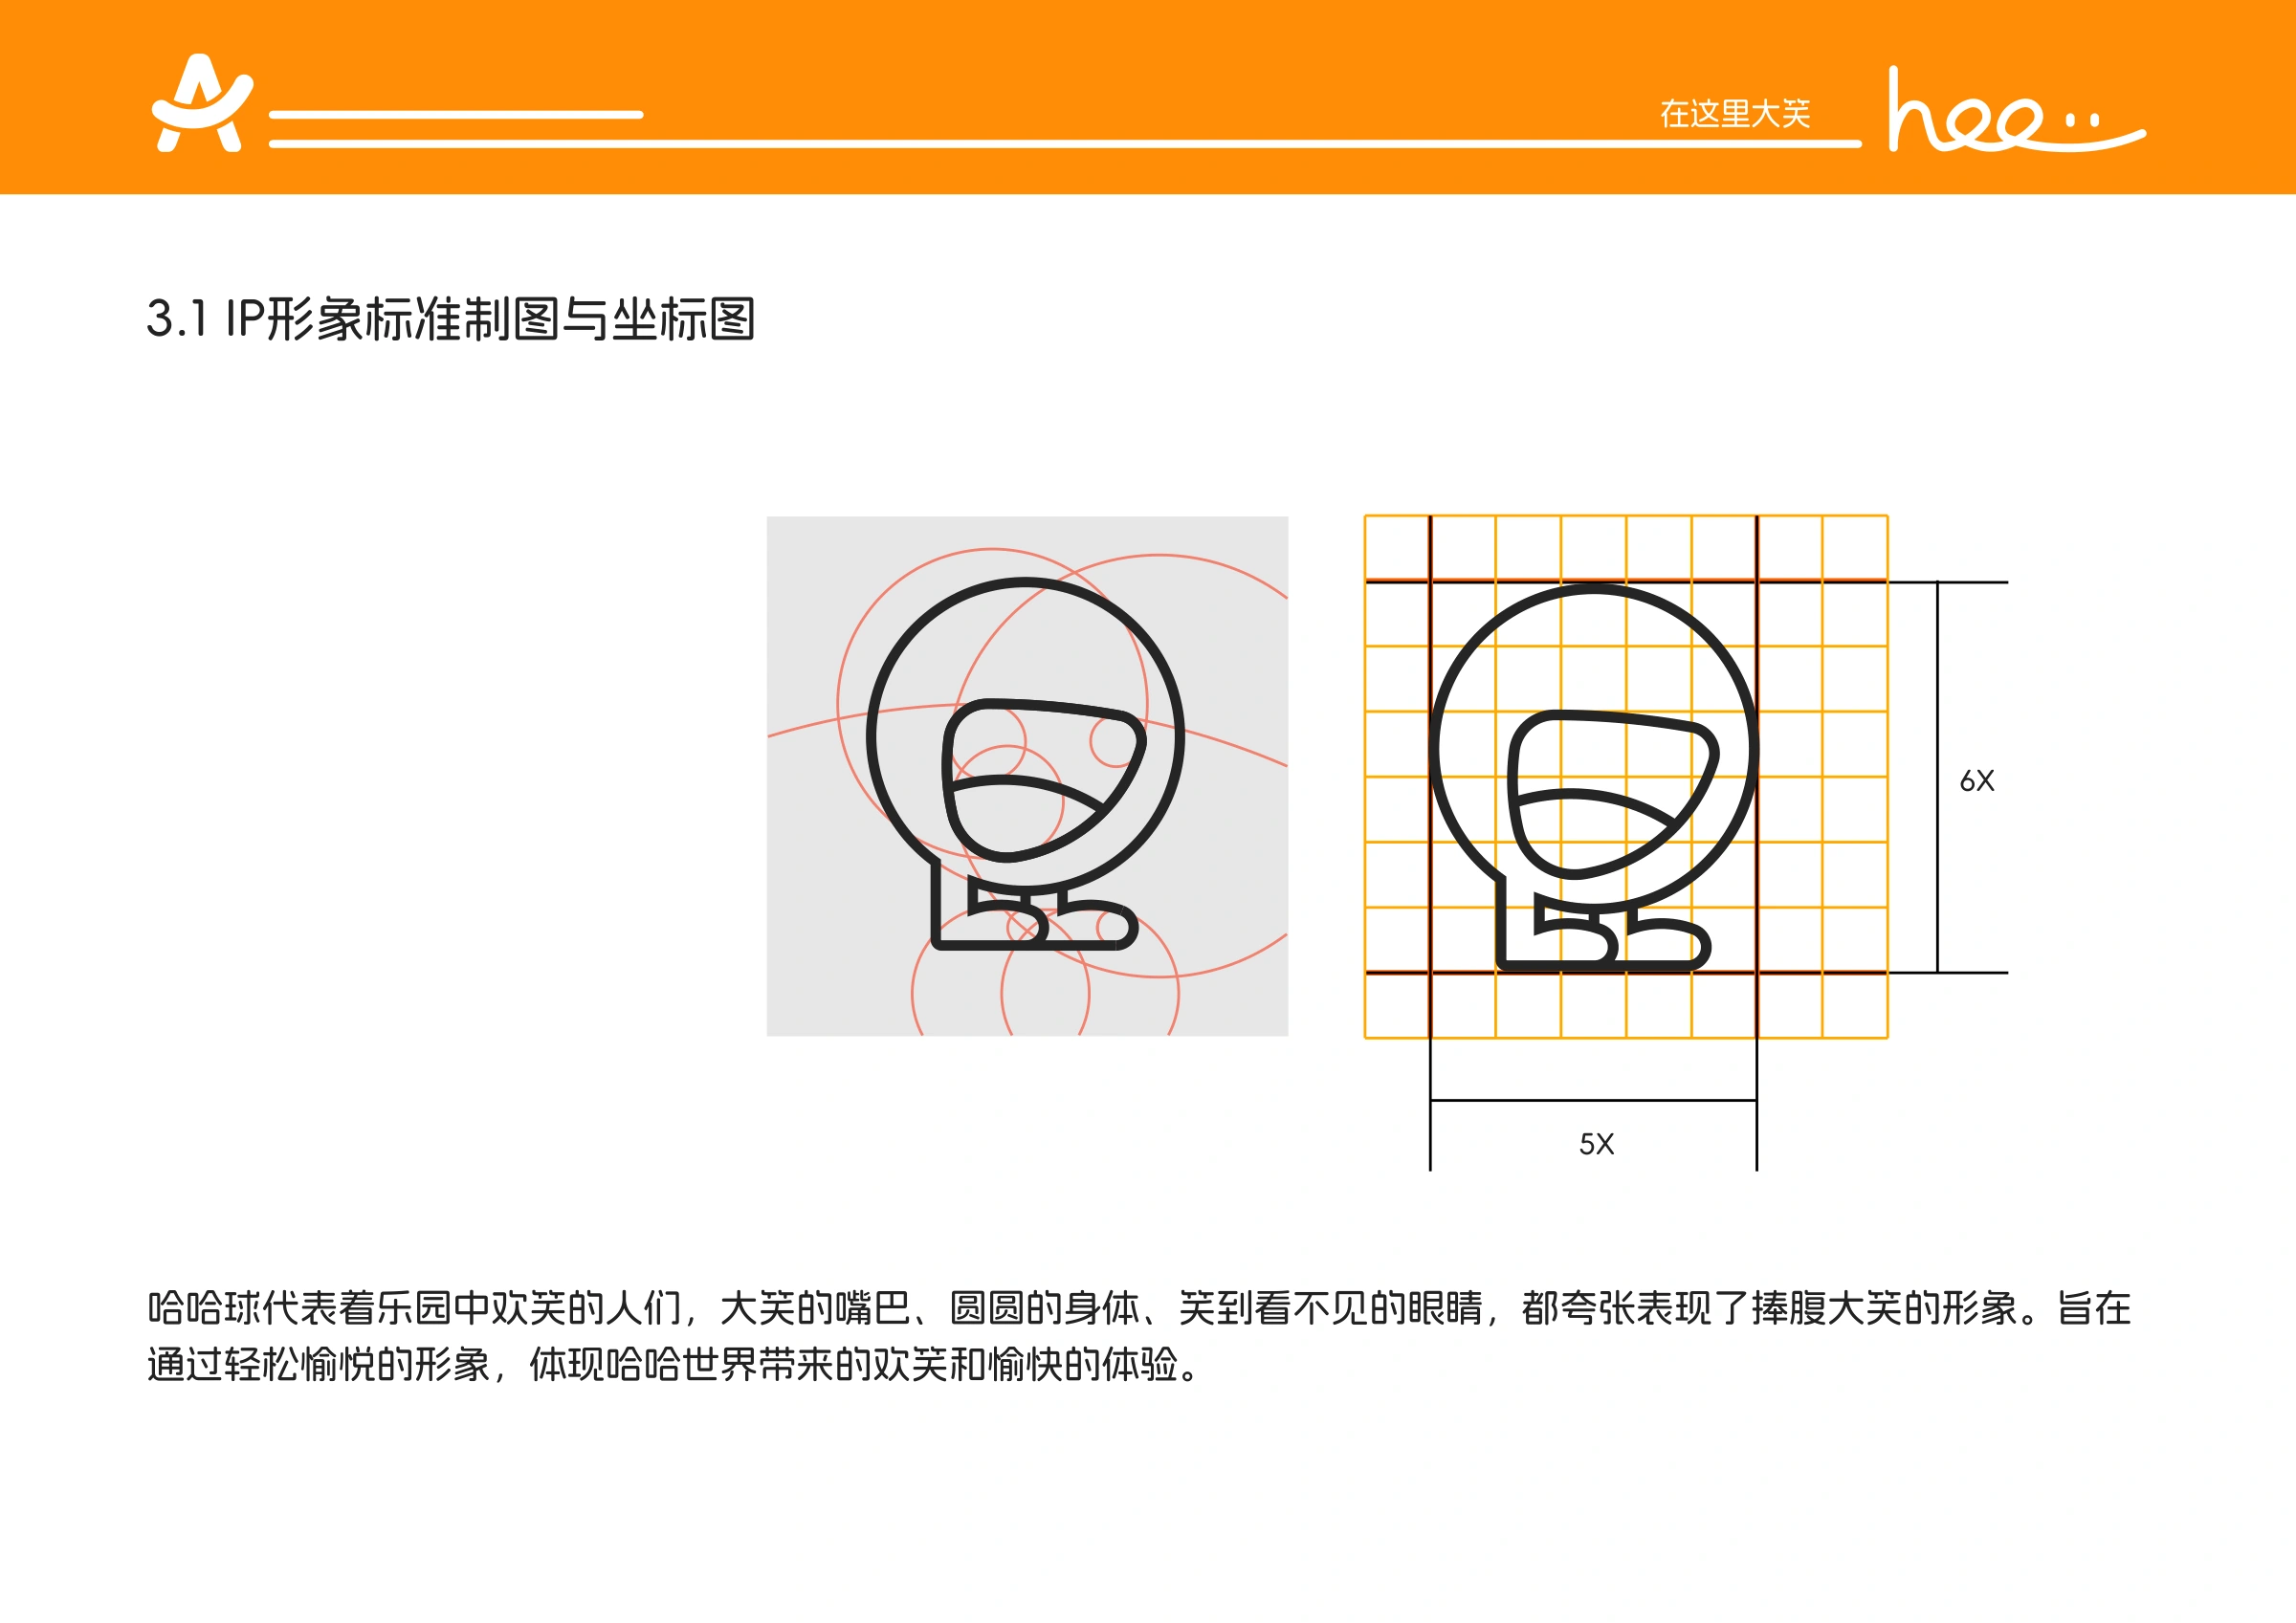 在这里大笑
hee
3.1 IP形象标准制图与坐标图
6X
5X
哈哈球代表着乐园中欢笑的人们，大笑的嘴巴、圆圆的身体、笑到看不见的眼睛，都夸张表现了捧腹大笑的形象。旨在
通过轻松愉悦的形象，体现哈哈世界带来的欢笑和愉快的体验。